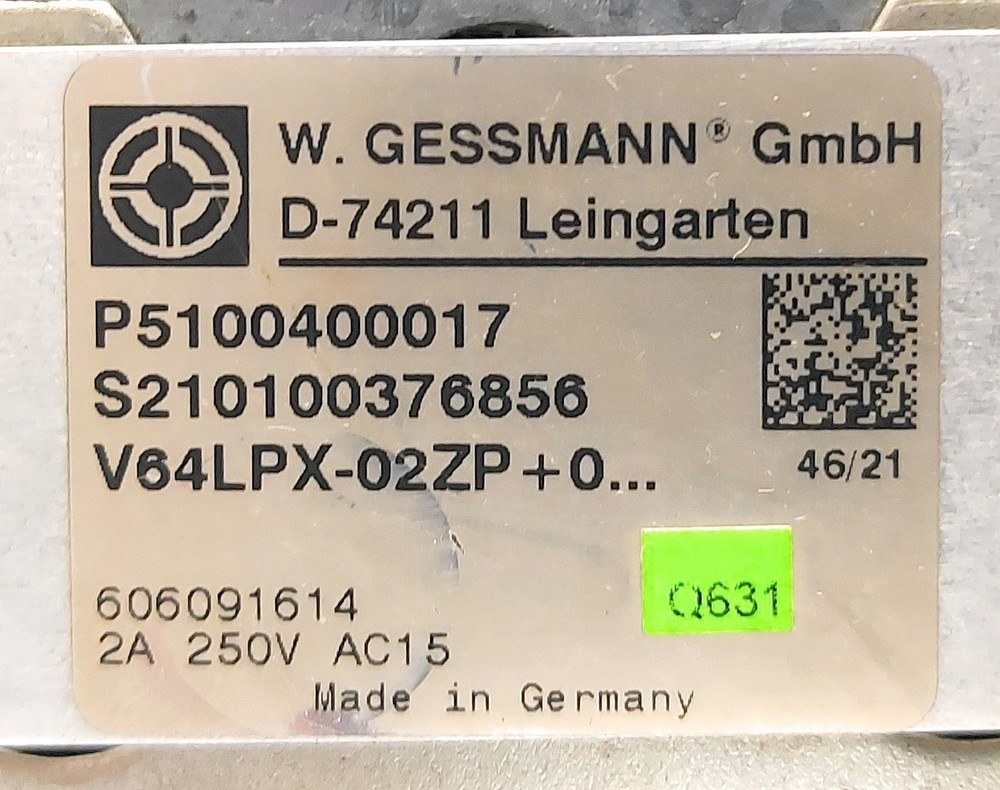 W. GESSMANN® GmbH
D-74211 Leingarten
P5100400017
S210100376856
V64LPX-02ZP+0...
46/21
606091614
Q631
2A 250V AC15
Made in Germany